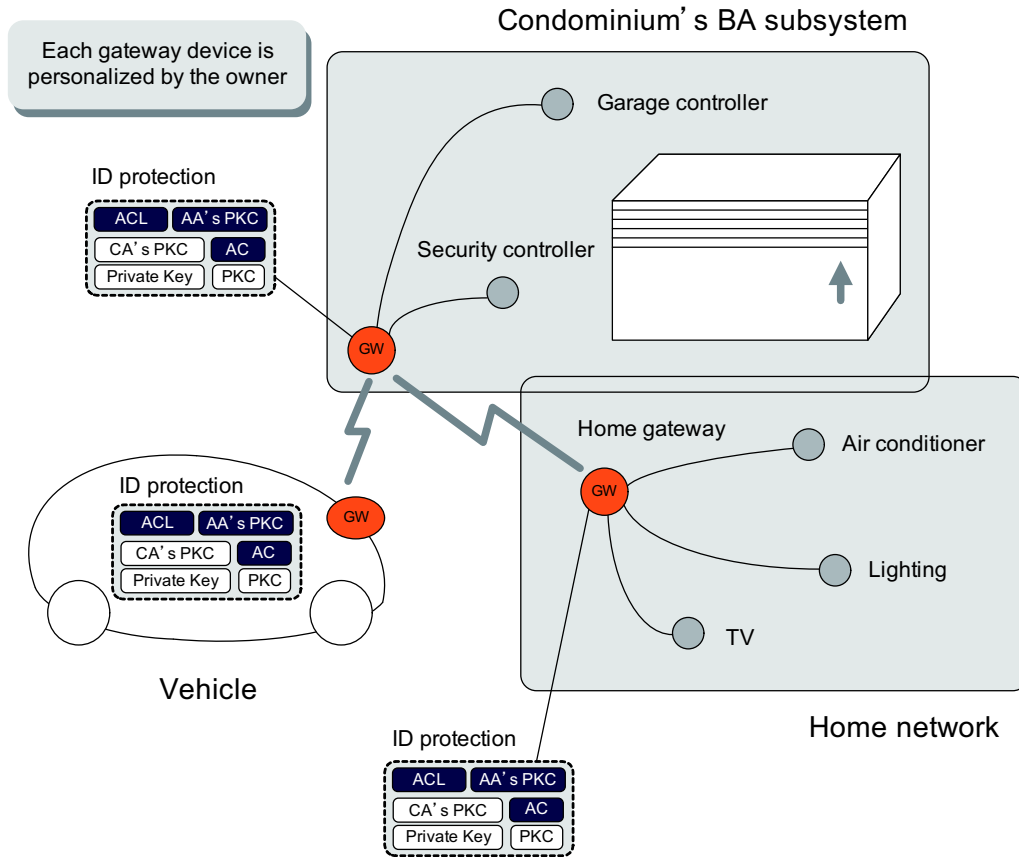 Condominium’s BA subsystem
Each gateway device is
personalized by the owner
Garage controller
ID protection
ACL AA’s PKC
CA’s PKC AC
Private Key PKC
Security controller
GW
Home gateway
Air conditioner
GW
ID protection
GW
ACL AA’s PKC
CA’s PKC AC
Private Key PKC
Lighting
TV
Vehicle
Home network
ID protection
ACL AA’s PKC
CA’s PKC AC
Private Key PKC